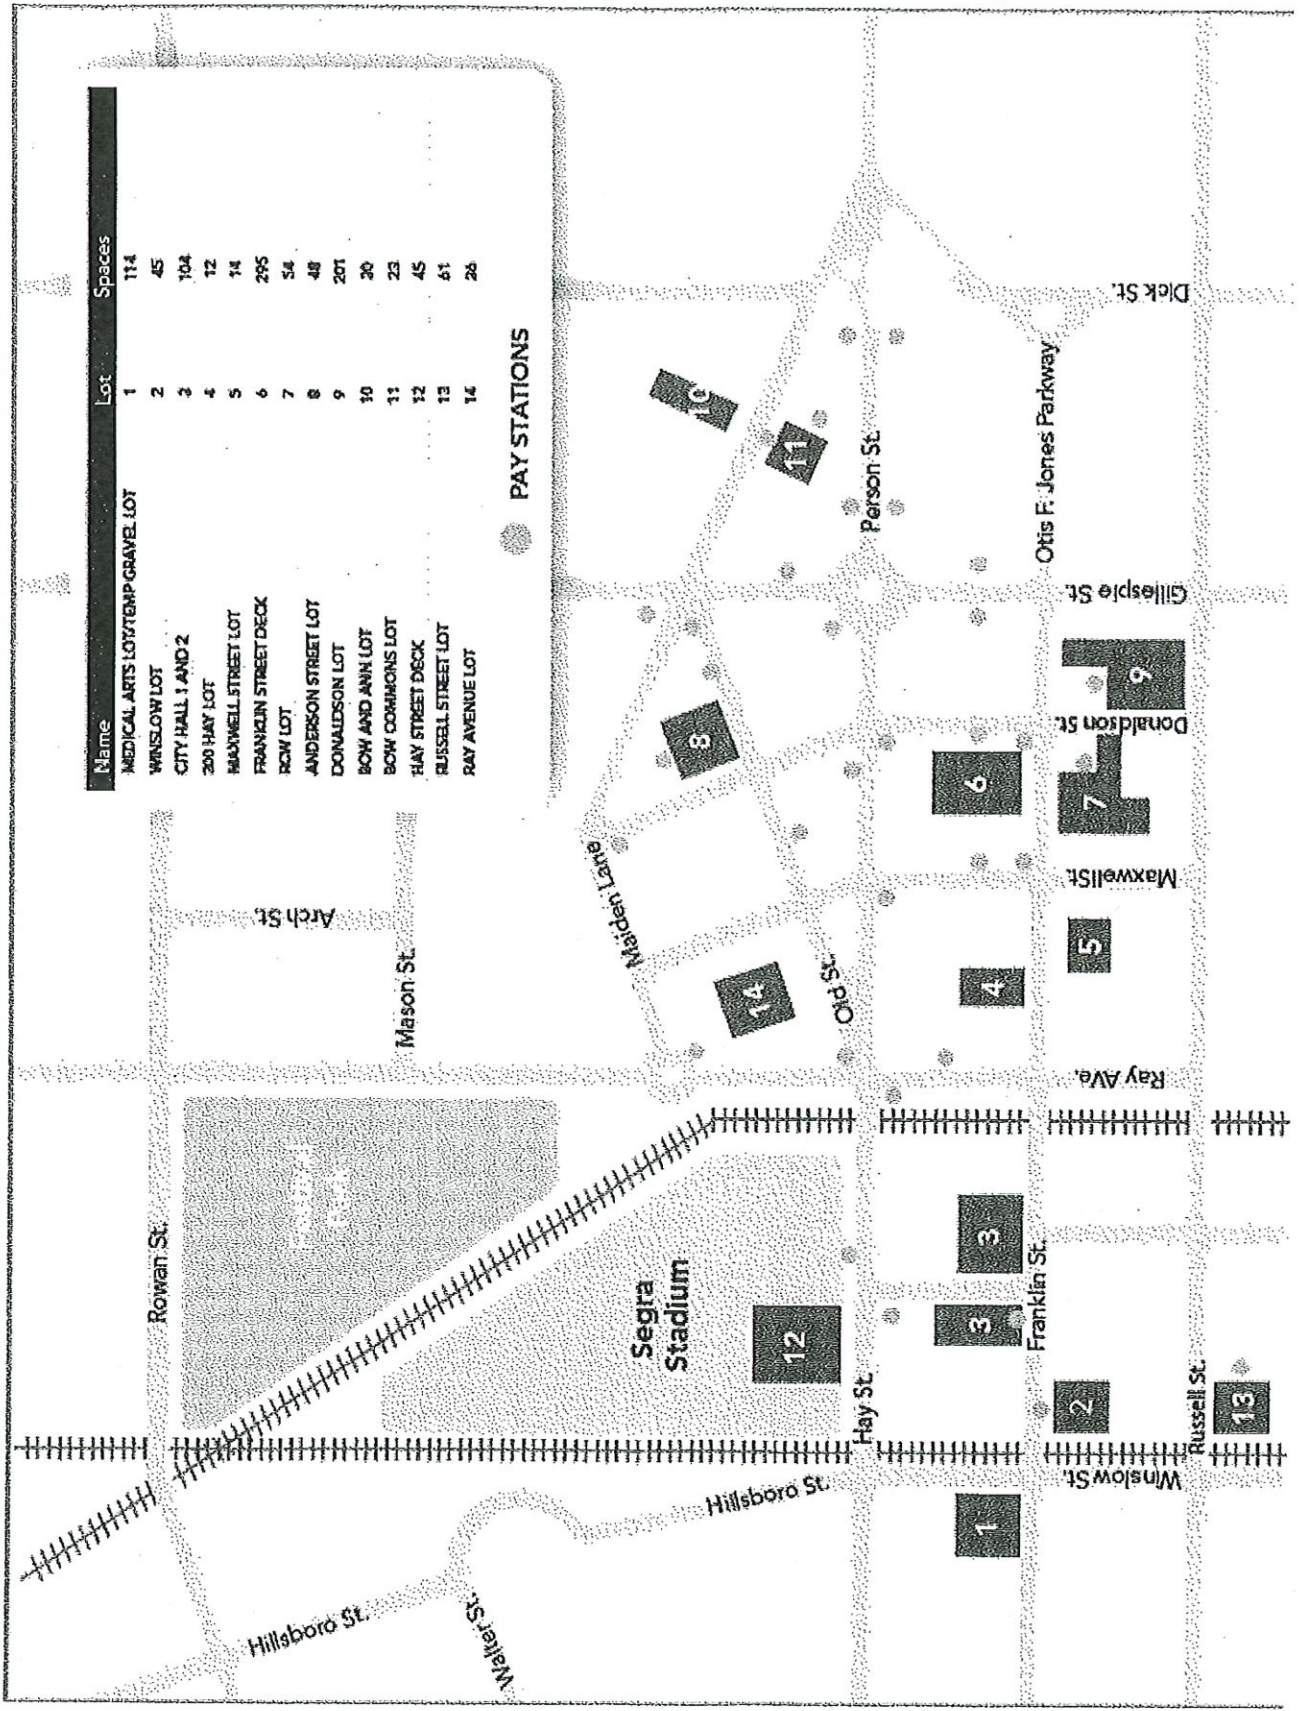 Name Lot Spaces
MEDICAL ARTS LOT/TEMP GRAVEL LOT 1 114
WINSLOW LOT 2 45
CITY HALL 1 AND 2 3 104
200 HAY LOT 4 12
MAXWELL STREET LOT 5 14
FRANKLIN STREET DECK 6 295
ROW LOT 7 54
ANDERSON STREET LOT 8 48
DONALDSON LOT 9 201
BOW AND ANN LOT 10 30
BOW COMMONS LOT 11 23
HAY STREET DECK 12 45
RUSSELL STREET LOT 13 61
RAY AVENUE LOT 14 26
PAY STATIONS
Rowan St.
Arch St.
Mason St.
Hillsboro St.
Walter St.
Hillsboro St.
Segra
Stadium
Maiden Lane
Old St.
Hay St.
Person St.
Franklin St.
Otis F. Jones Parkway
Russell St.
Winslow St.
Ray AVe.
Maxwell St.
Donaldson St.
Gillespie St.
Dick St.
1
2
3
3
4
5
6
7
8
9
10
11
12
13
14